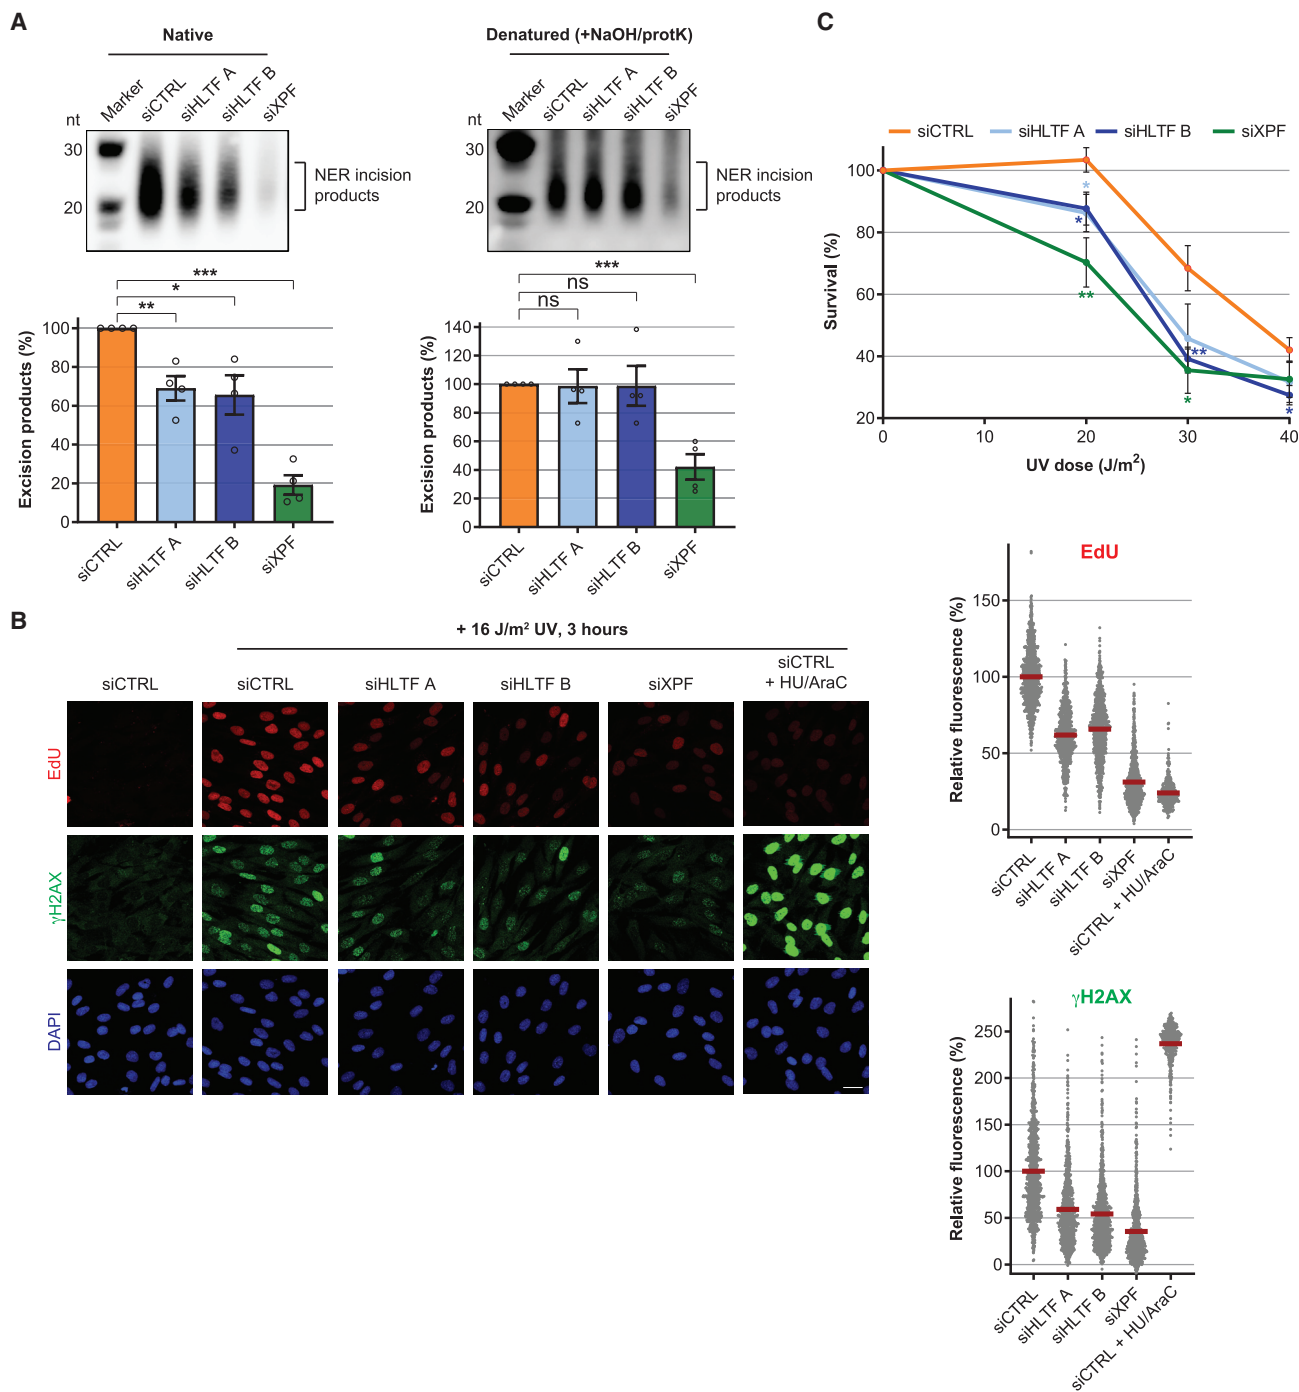 A
Native
Marker
siCTRL
siHLTF A
siHLTF B
siXPF
nt
30
20
NER incision
products
***
*
**
Excision products (%)
100
80
60
40
20
0
siCTRL
siHLTF A
siHLTF B
siXPF
Denatured (+NaOH/protK)
Marker
siCTRL
siHLTF A
siHLTF B
siXPF
nt
30
20
NER incision
products
***
ns
ns
Excision products (%)
140
120
100
80
60
40
20
0
siCTRL
siHLTF A
siHLTF B
siXPF
C
siCTRL
siHLTF A
siHLTF B
siXPF
Survival (%)
100
80
60
40
20
*
*
**
**
*
*
0
10
20
30
40
UV dose (J/m²)
B
+ 16 J/m² UV, 3 hours
siCTRL
siCTRL
siHLTF A
siHLTF B
siXPF
siCTRL
+ HU/AraC
EdU
γH2AX
DAPI
EdU
Relative fluorescence (%)
150
100
50
0
siCTRL
siHLTF A
siHLTF B
siXPF
siCTRL + HU/AraC
γH2AX
Relative fluorescence (%)
250
200
150
100
50
0
siCTRL
siHLTF A
siHLTF B
siXPF
siCTRL + HU/AraC